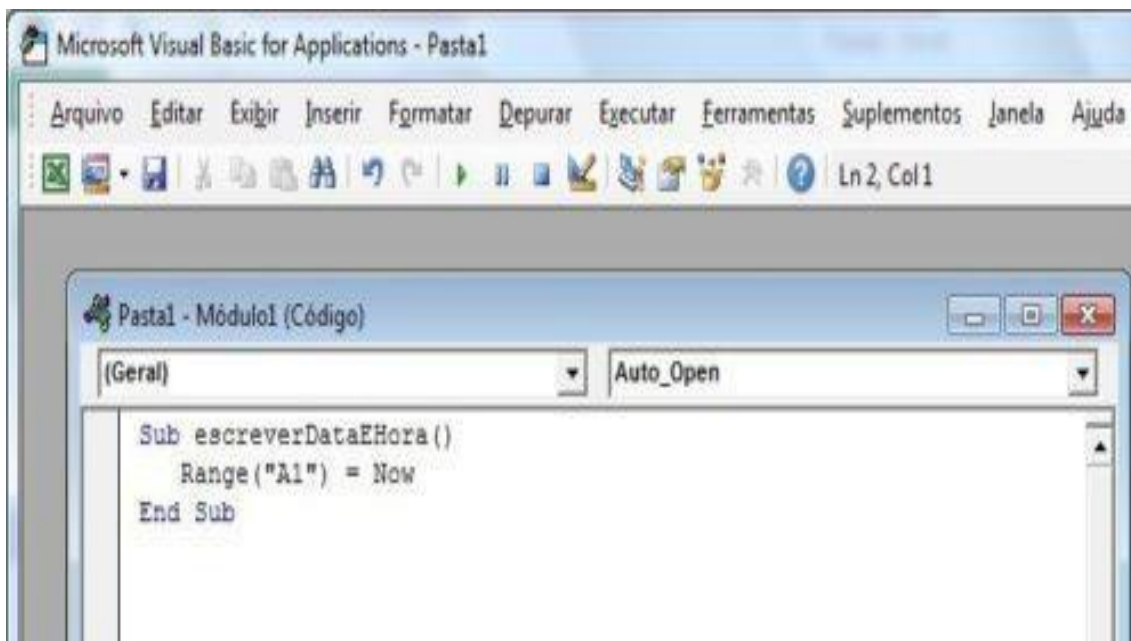 Microsoft Visual Basic for Applications - Pasta1
Arquivo Editar Exibir Inserir Formatar Depurar Executar Ferramentas Suplementos Janela Ajuda
Ln 2, Col 1
Pasta1 - Módulo1 (Código)
(Geral) Auto_Open
Sub escreverDataEHora()
Range("A1") = Now
End Sub